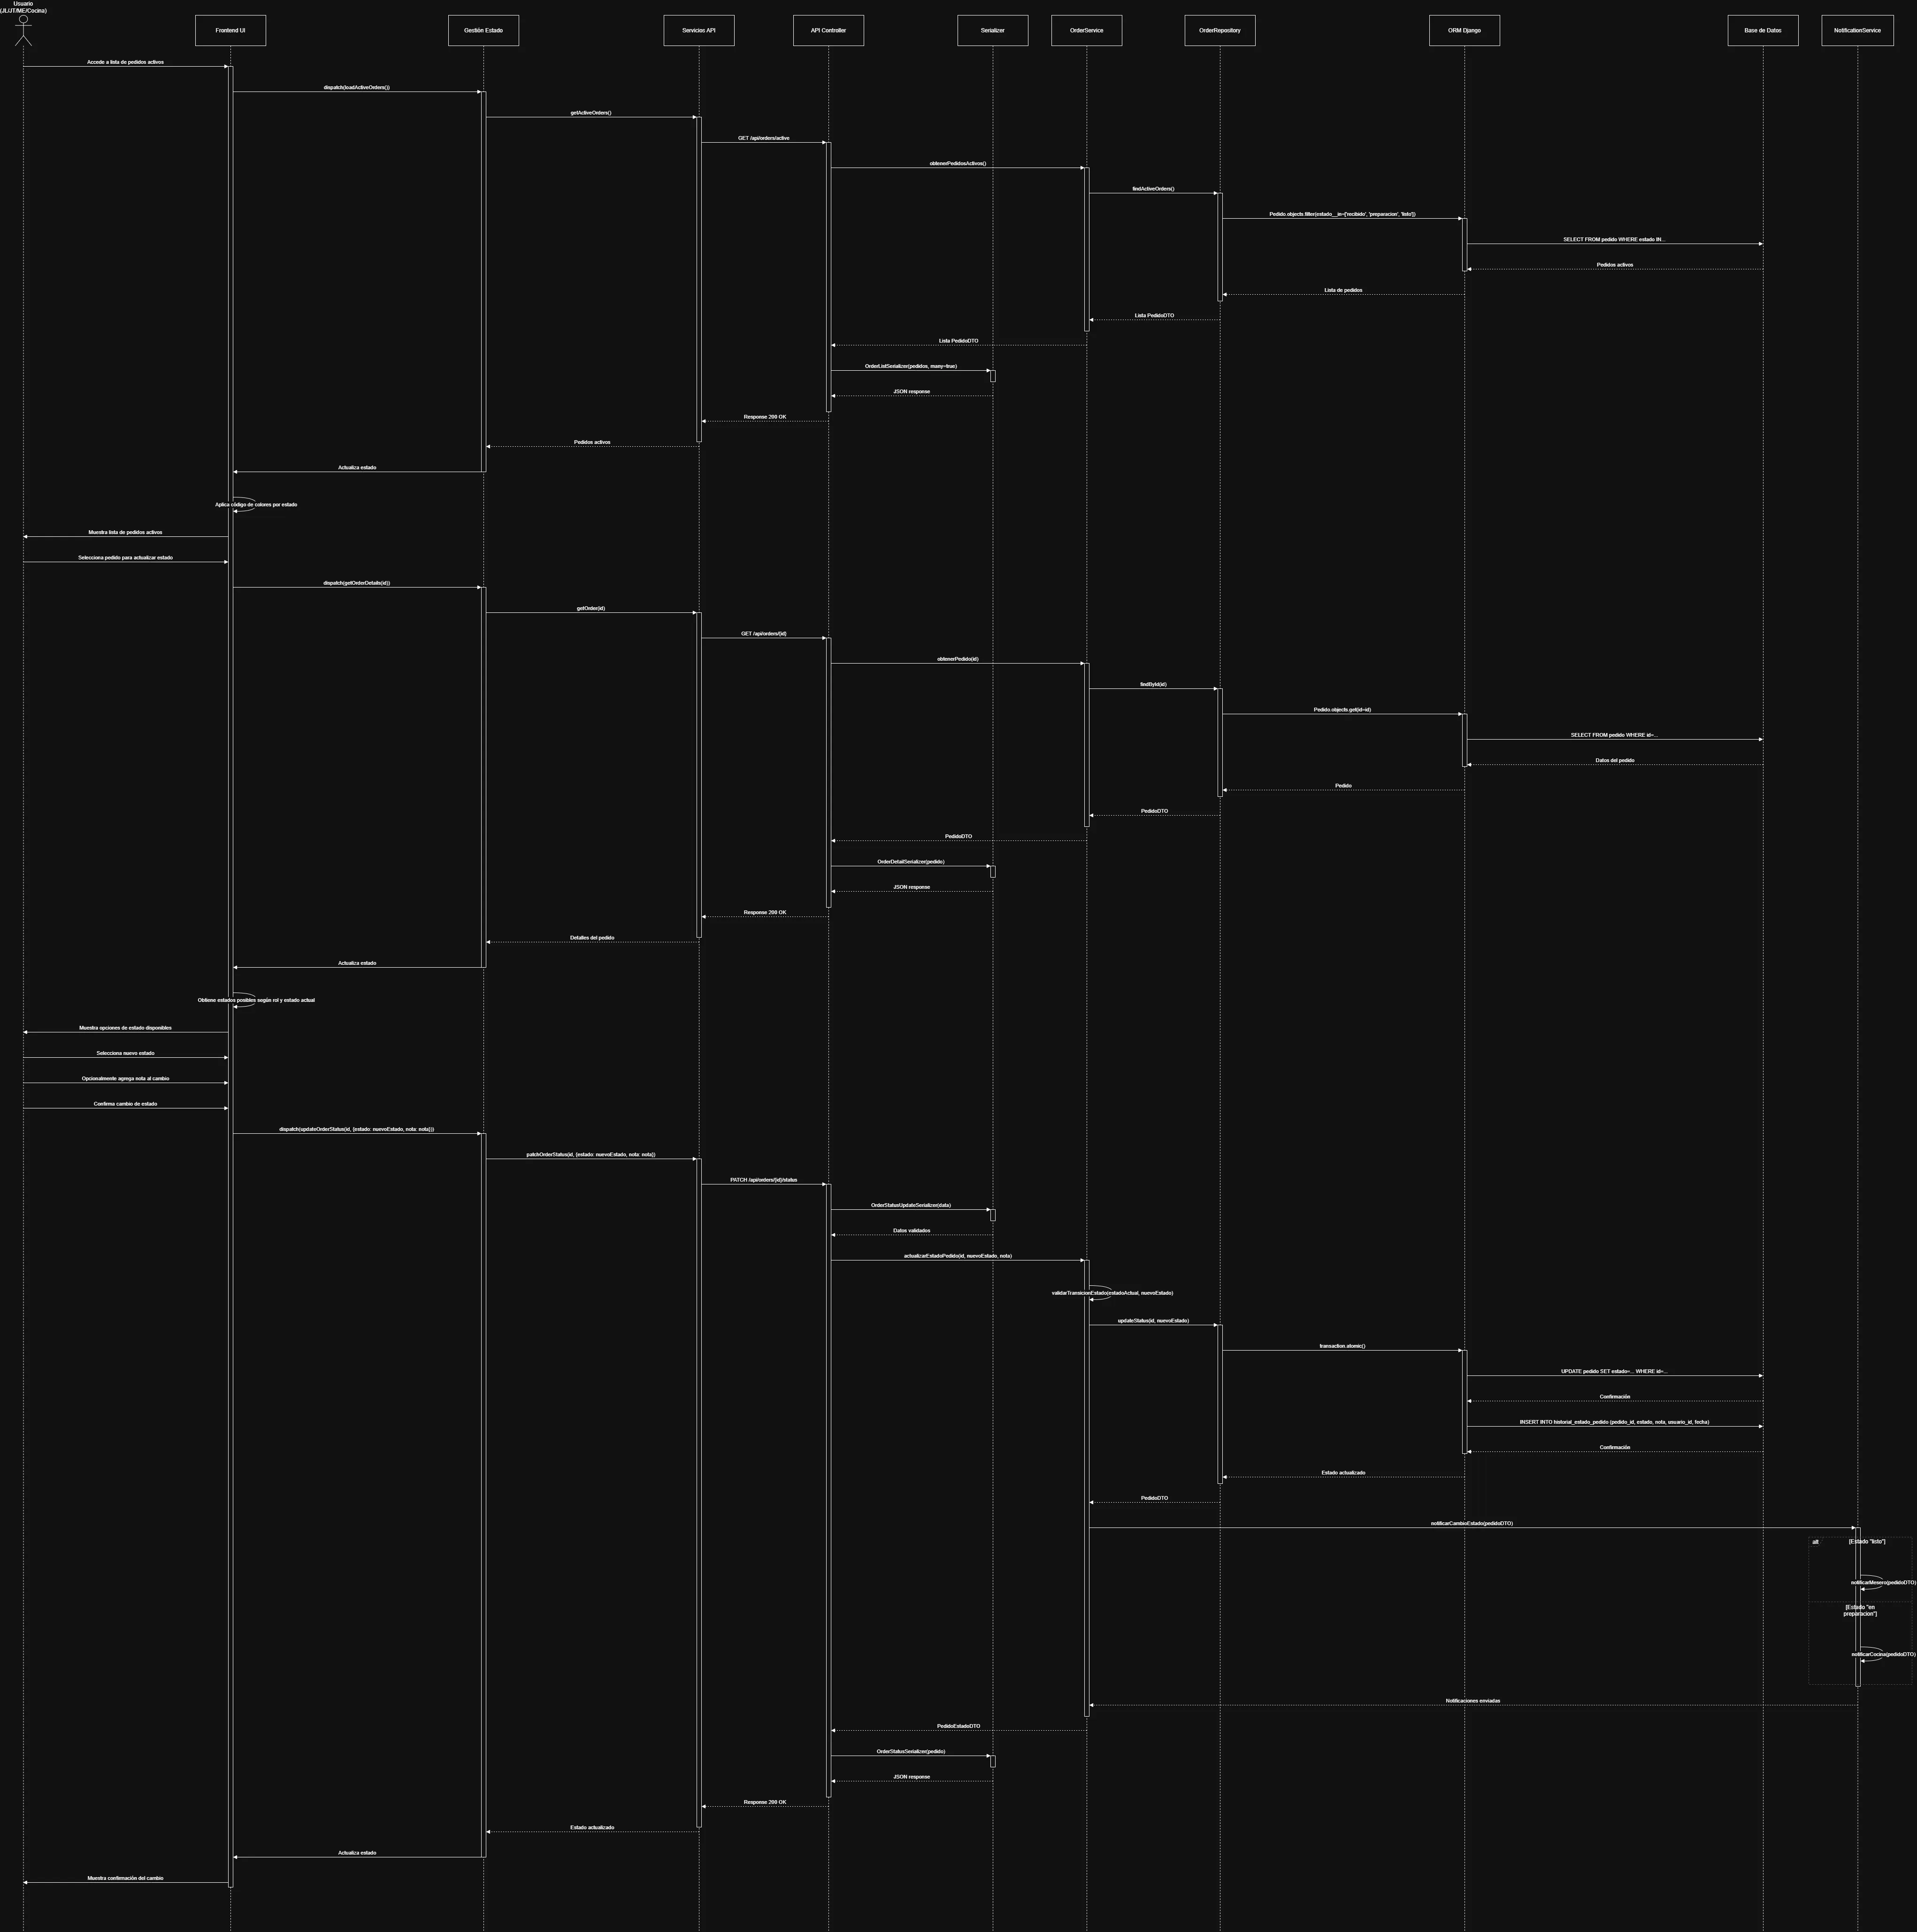 Usuario
(JL/JT/ME/Cocina)
Frontend UI
Gestión Estado
Servicios API
API Controller
Serializer
OrderService
OrderRepository
ORM Django
Base de Datos
NotificationService
Accede a lista de pedidos activos
dispatch(loadActiveOrders())
getActiveOrders()
GET /api/orders/active
obtenerPedidosActivos()
findActiveOrders()
Pedido.objects.filter(estado__in=['recibido', 'preparacion', 'listo'])
SELECT FROM pedido WHERE estado IN...
Pedidos activos
Lista de pedidos
Lista PedidoDTO
Lista PedidoDTO
OrderListSerializer(pedidos, many=true)
JSON response
Response 200 OK
Pedidos activos
Actualiza estado
Aplica código de colores por estado
Muestra lista de pedidos activos
Selecciona pedido para actualizar estado
dispatch(getOrderDetails(id))
getOrder(id)
GET /api/orders/{id}
obtenerPedido(id)
findById(id)
Pedido.objects.get(id=id)
SELECT FROM pedido WHERE id=...
Datos del pedido
Pedido
PedidoDTO
PedidoDTO
OrderDetailSerializer(pedido)
JSON response
Response 200 OK
Detalles del pedido
Actualiza estado
Obtiene estados posibles según rol y estado actual
Muestra opciones de estado disponibles
Selecciona nuevo estado
Opcionalmente agrega nota al cambio
Confirma cambio de estado
dispatch(updateOrderStatus(id, {estado: nuevoEstado, nota: nota}))
patchOrderStatus(id, {estado: nuevoEstado, nota: nota})
PATCH /api/orders/{id}/status
OrderStatusUpdateSerializer(data)
Datos validados
actualizarEstadoPedido(id, nuevoEstado, nota)
validarTransicionEstado(estadoActual, nuevoEstado)
updateStatus(id, nuevoEstado)
transaction.atomic()
UPDATE pedido SET estado=... WHERE id=...
Confirmación
INSERT INTO historial_estado_pedido (pedido_id, estado, nota, usuario_id, fecha)
Confirmación
Estado actualizado
PedidoDTO
notificarCambioEstado(pedidoDTO)
alt
[Estado "listo"]
notificarMesero(pedidoDTO)
[Estado "en
preparacion"]
notificarCocina(pedidoDTO)
Notificaciones enviadas
PedidoEstadoDTO
OrderStatusSerializer(pedido)
JSON response
Response 200 OK
Estado actualizado
Actualiza estado
Muestra confirmación del cambio